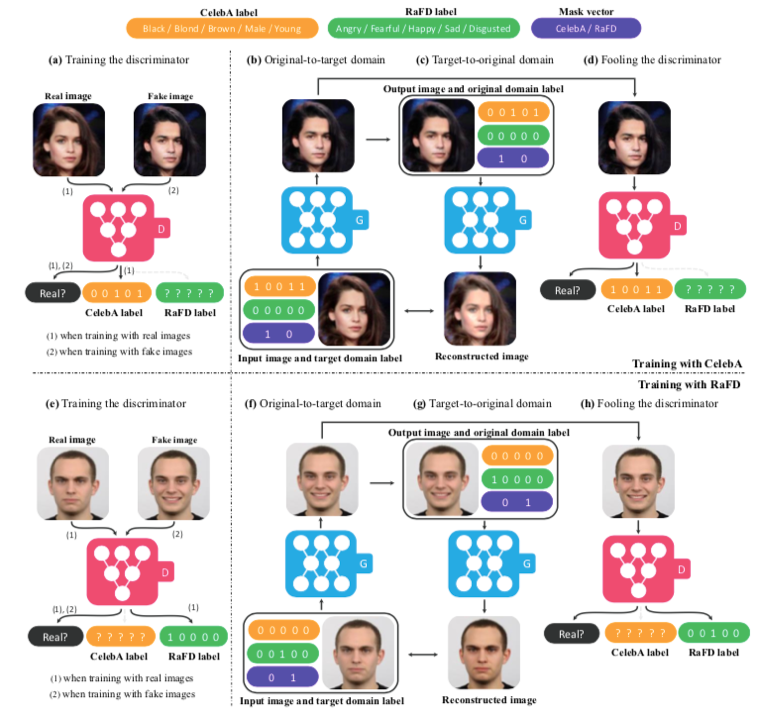 CelebA label RaFD label Mask vector
Black / Blond / Brown / Male / Young Angry / Fearful / Happy / Sad / Disgusted CelebA / RaFD
(a) Training the discriminator (b) Original-to-target domain (c) Target-to-original domain (d) Fooling the discriminator
Real image Fake image Output image and original domain label
0 0 1 0 1
0 0 0 0 0
1 0
(1) (2)
D G G D
(1), (2) (1)
Real? 0 0 1 0 1 ? ? ? ? ? 1 0 0 1 1 Real? 1 0 0 1 1 ? ? ? ? ?
CelebA label RaFD label 0 0 0 0 0 CelebA label RaFD label
1 0
(1) when training with real images
(2) when training with fake images Input image and target domain label Reconstructed image
Training with CelebA
Training with RaFD
(e) Training the discriminator (f) Original-to-target domain (g) Target-to-original domain (h) Fooling the discriminator
Real image Fake image Output image and original domain label
0 0 0 0 0
1 0 0 0 0
0 1
(1) (2)
D G G D
(1), (2) (1)
Real? ? ? ? ? ? 1 0 0 0 0 0 0 0 0 0 Real? ? ? ? ? ? 0 0 1 0 0
CelebA label RaFD label 0 0 1 0 0 CelebA label RaFD label
0 1
(1) when training with real images
(2) when training with fake images Input image and target domain label Reconstructed image